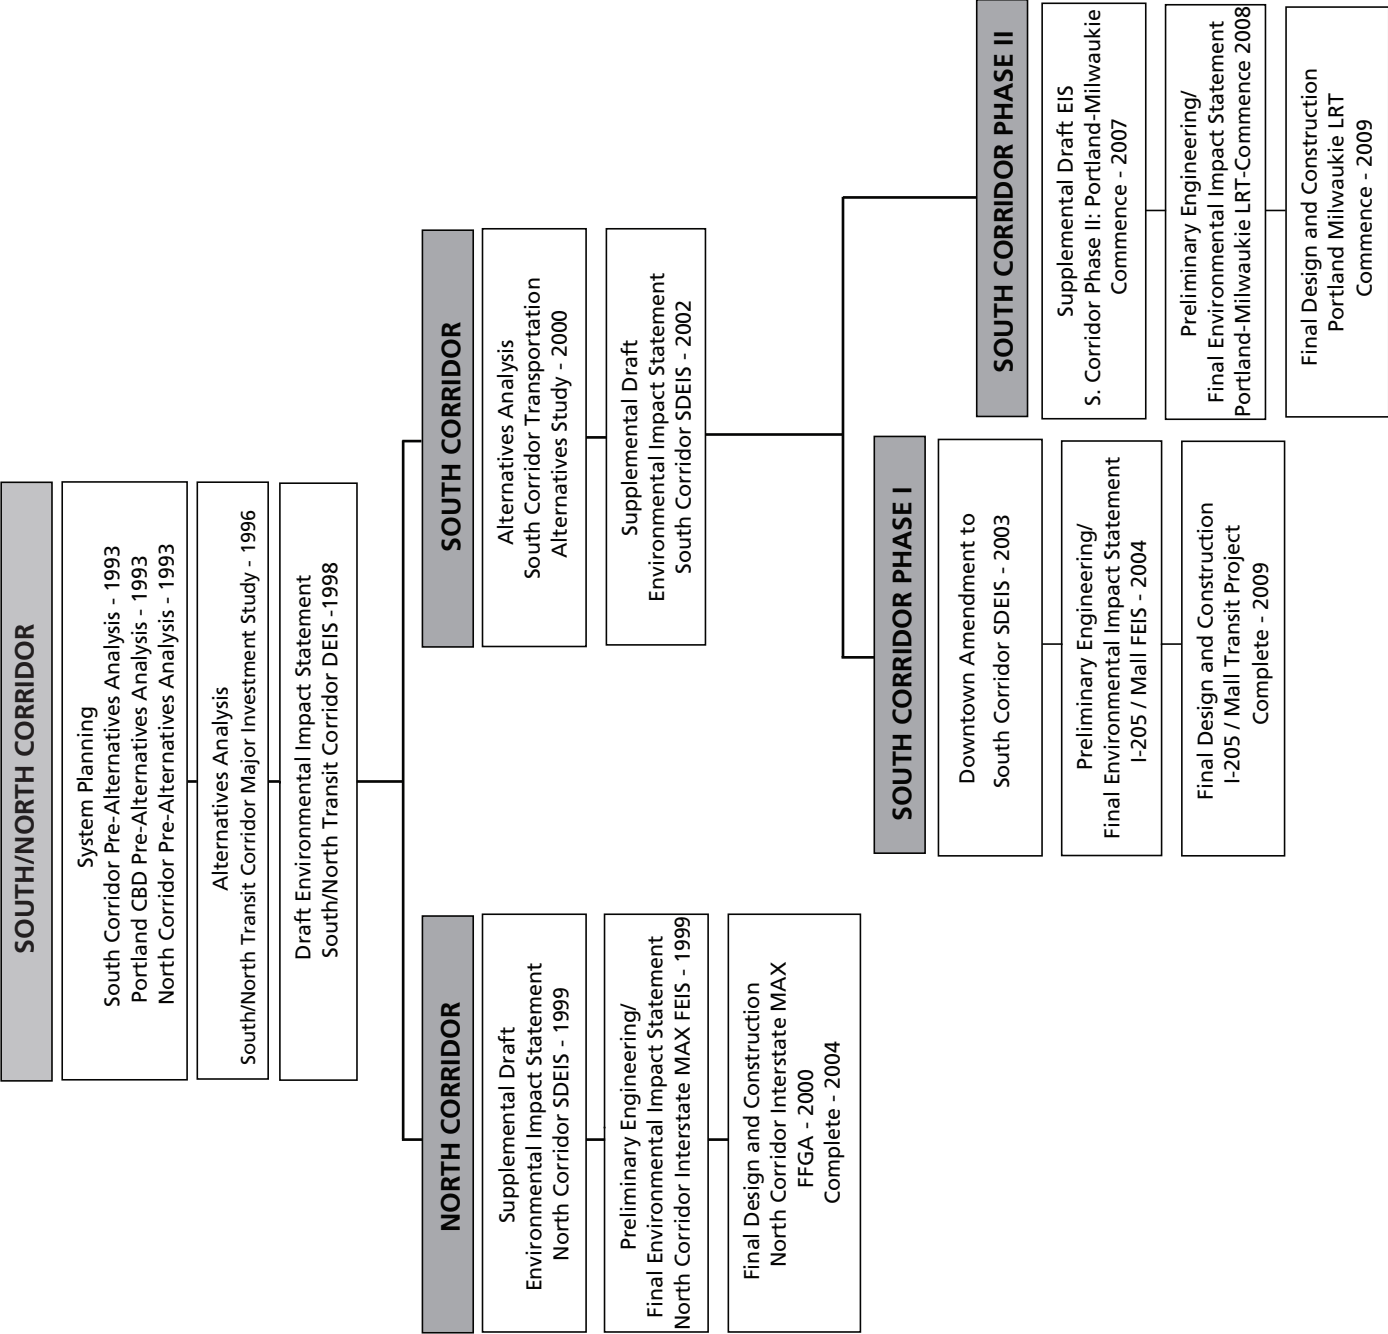 SOUTH/NORTH CORRIDOR
System Planning
South Corridor Pre-Alternatives Analysis - 1993
Portland CBD Pre-Alternatives Analysis - 1993
North Corridor Pre-Alternatives Analysis - 1993
Alternatives Analysis
South/North Transit Corridor Major Investment Study - 1996
Draft Environmental Impact Statement
South/North Transit Corridor DEIS -1998
NORTH CORRIDOR
Supplemental Draft
Environmental Impact Statement
North Corridor SDEIS - 1999
Preliminary Engineering/
Final Environmental Impact Statement
North Corridor Interstate MAX FEIS - 1999
Final Design and Construction
North Corridor Interstate MAX
FFGA - 2000
Complete - 2004
SOUTH CORRIDOR
Alternatives Analysis
South Corridor Transportation
Alternatives Study - 2000
Supplemental Draft
Environmental Impact Statement
South Corridor SDEIS - 2002
SOUTH CORRIDOR PHASE I
Downtown Amendment to
South Corridor SDEIS - 2003
Preliminary Engineering/
Final Environmental Impact Statement
I-205 / Mall FEIS - 2004
Final Design and Construction
I-205 / Mall Transit Project
Complete - 2009
SOUTH CORRIDOR PHASE II
Supplemental Draft EIS
S. Corridor Phase II: Portland-Milwaukie
Commence - 2007
Preliminary Engineering/
Final Environmental Impact Statement
Portland-Milwaukie LRT-Commence 2008
Final Design and Construction
Portland Milwaukie LRT
Commence - 2009